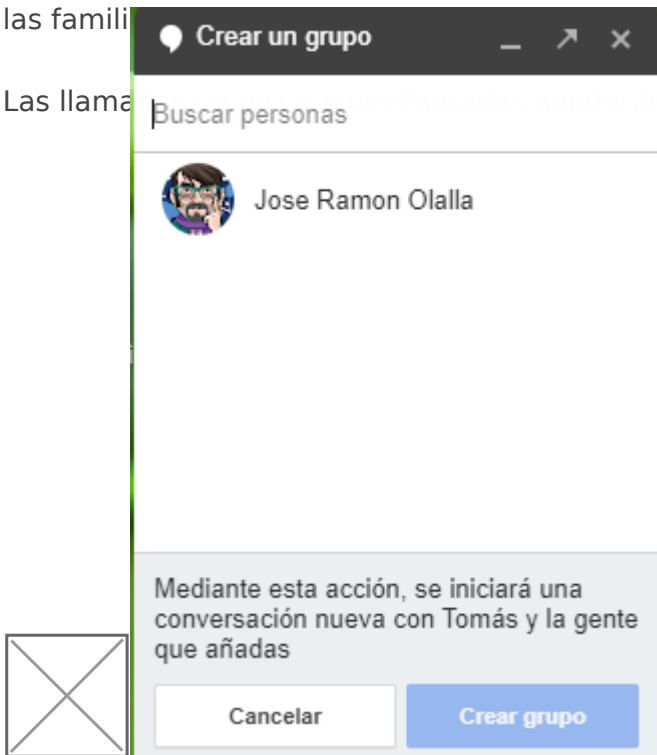 las famili
Crear un grupo
Las llama
Buscar personas
Jose Ramon Olalla
Mediante esta acción, se iniciará una
conversación nueva con Tomás y la gente
que añadas
Cancelar
Crear grupo